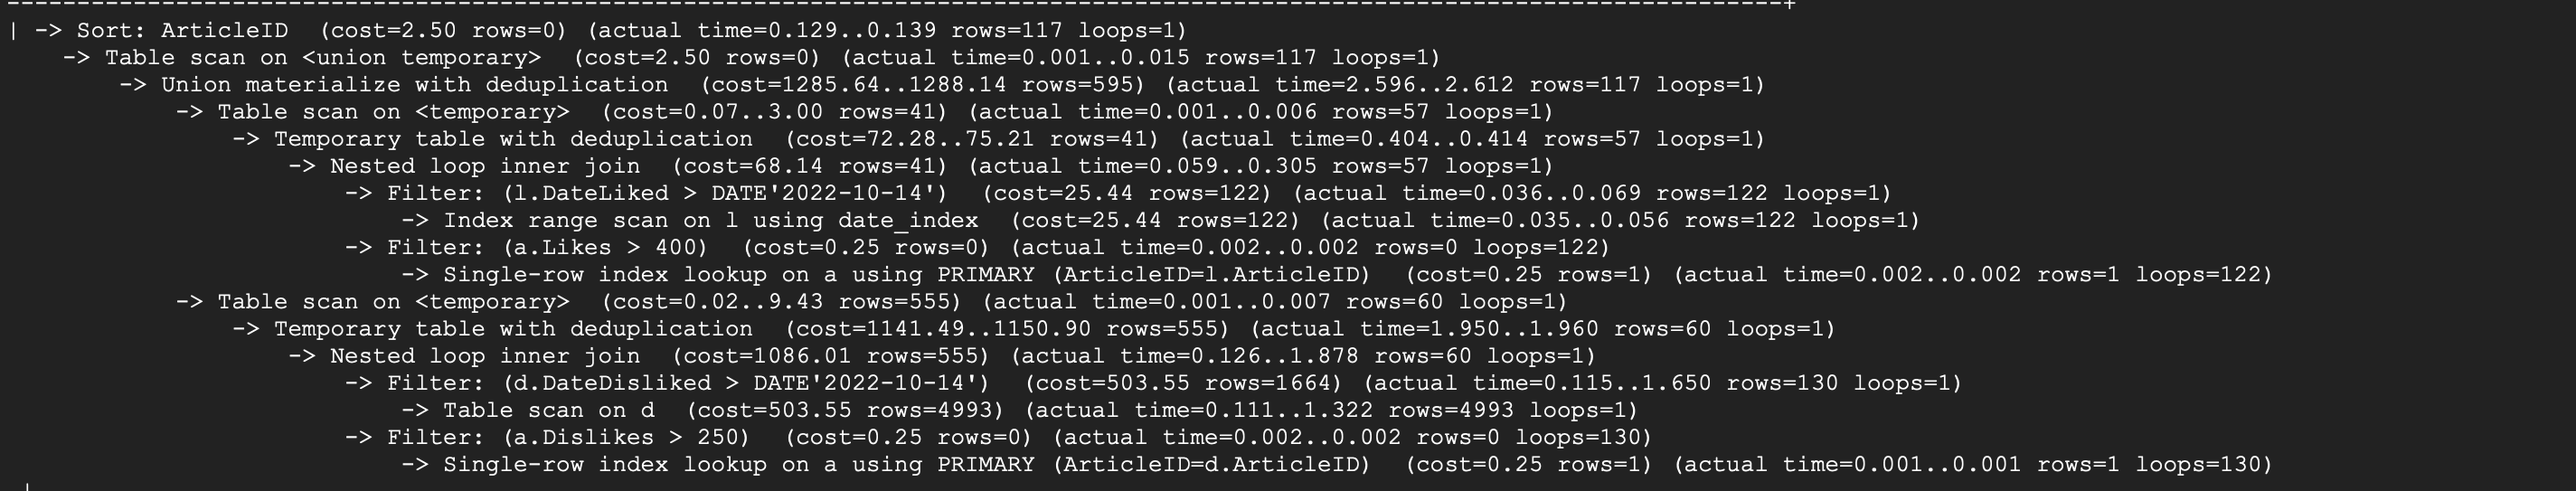 -----------------------------------------------------------------------------------------------------------------------------+
| -> Sort: ArticleID  (cost=2.50 rows=0) (actual time=0.129..0.139 rows=117 loops=1)
    -> Table scan on <union temporary>  (cost=2.50 rows=0) (actual time=0.001..0.015 rows=117 loops=1)
        -> Union materialize with deduplication  (cost=1285.64..1288.14 rows=595) (actual time=2.596..2.612 rows=117 loops=1)
            -> Table scan on <temporary>  (cost=0.07..3.00 rows=41) (actual time=0.001..0.006 rows=57 loops=1)
                -> Temporary table with deduplication  (cost=72.28..75.21 rows=41) (actual time=0.404..0.414 rows=57 loops=1)
                    -> Nested loop inner join  (cost=68.14 rows=41) (actual time=0.059..0.305 rows=57 loops=1)
                        -> Filter: (l.DateLiked > DATE'2022-10-14')  (cost=25.44 rows=122) (actual time=0.036..0.069 rows=122 loops=1)
                            -> Index range scan on l using date_index  (cost=25.44 rows=122) (actual time=0.035..0.056 rows=122 loops=1)
                        -> Filter: (a.Likes > 400)  (cost=0.25 rows=0) (actual time=0.002..0.002 rows=0 loops=122)
                            -> Single-row index lookup on a using PRIMARY (ArticleID=l.ArticleID)  (cost=0.25 rows=1) (actual time=0.002..0.002 rows=1 loops=122)
            -> Table scan on <temporary>  (cost=0.02..9.43 rows=555) (actual time=0.001..0.007 rows=60 loops=1)
                -> Temporary table with deduplication  (cost=1141.49..1150.90 rows=555) (actual time=1.950..1.960 rows=60 loops=1)
                    -> Nested loop inner join  (cost=1086.01 rows=555) (actual time=0.126..1.878 rows=60 loops=1)
                        -> Filter: (d.DateDisliked > DATE'2022-10-14')  (cost=503.55 rows=1664) (actual time=0.115..1.650 rows=130 loops=1)
                            -> Table scan on d  (cost=503.55 rows=4993) (actual time=0.111..1.322 rows=4993 loops=1)
                        -> Filter: (a.Dislikes > 250)  (cost=0.25 rows=0) (actual time=0.002..0.002 rows=0 loops=130)
                            -> Single-row index lookup on a using PRIMARY (ArticleID=d.ArticleID)  (cost=0.25 rows=1) (actual time=0.001..0.001 rows=1 loops=130)
 |